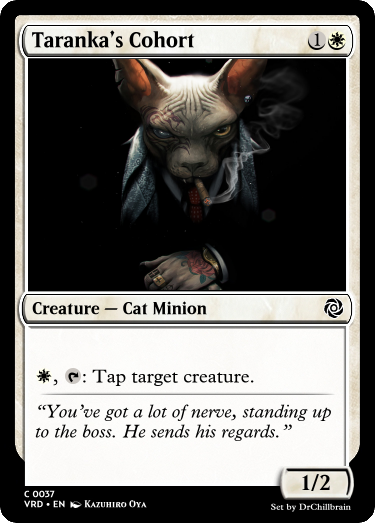 Taranka's Cohort 1
Creature — Cat Minion
, : Tap target creature.
“You’ve got a lot of nerve, standing up
to the boss. He sends his regards.”
1/2
C 0037
VRD • EN Kazuhiro Oya
Set by DrChillbrain